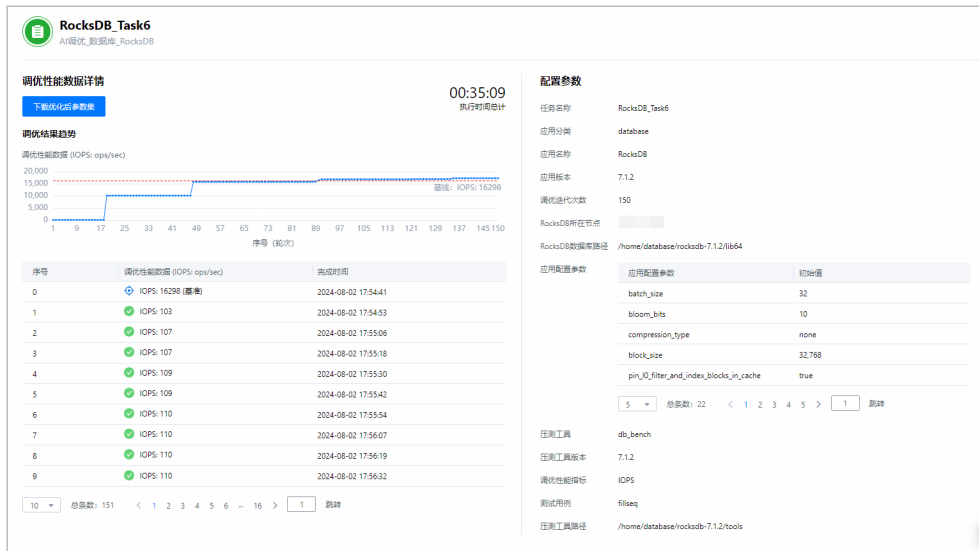 RocksDB_Task6
AI调优_数据库_RocksDB
调优性能数据详情
下载优化后参数集
00:35:09
执行时间总计
调优结果趋势
调优性能数据 (IOPS: ops/sec)
20,000
15,000
10,000
5,000
0
基线: IOPS: 16298
1 9 17 25 33 41 49 57 65 73 81 89 97 105 113 121 129 137 145 150
序号（轮次）
序号 调优性能数据 (IOPS: ops/sec) 完成时间
0 IOPS: 16298 (基准) 2024-08-02 17:54:41
1 IOPS: 103 2024-08-02 17:54:53
2 IOPS: 107 2024-08-02 17:55:06
3 IOPS: 107 2024-08-02 17:55:18
4 IOPS: 109 2024-08-02 17:55:30
5 IOPS: 109 2024-08-02 17:55:42
6 IOPS: 110 2024-08-02 17:55:54
7 IOPS: 110 2024-08-02 17:56:07
8 IOPS: 110 2024-08-02 17:56:19
9 IOPS: 110 2024-08-02 17:56:32
10 总条数: 151 < 1 2 3 4 5 6 ... 16 > 1 跳转
配置参数
任务名称 RocksDB_Task6
应用分类 database
应用名称 RocksDB
应用版本 7.1.2
调优迭代次数 150
RocksDB所在节点
RocksDB数据库路径 /home/database/rocksdb-7.1.2/lib64
应用配置参数
应用配置参数 初始值
batch_size 32
bloom_bits 10
compression_type none
block_size 32,768
pin_l0_filter_and_index_blocks_in_cache true
5 总条数: 22 < 1 2 3 4 5 > 1 跳转
压测工具 db_bench
压测工具版本 7.1.2
调优性能指标 IOPS
测试用例 fillseq
压测工具路径 /home/database/rocksdb-7.1.2/tools